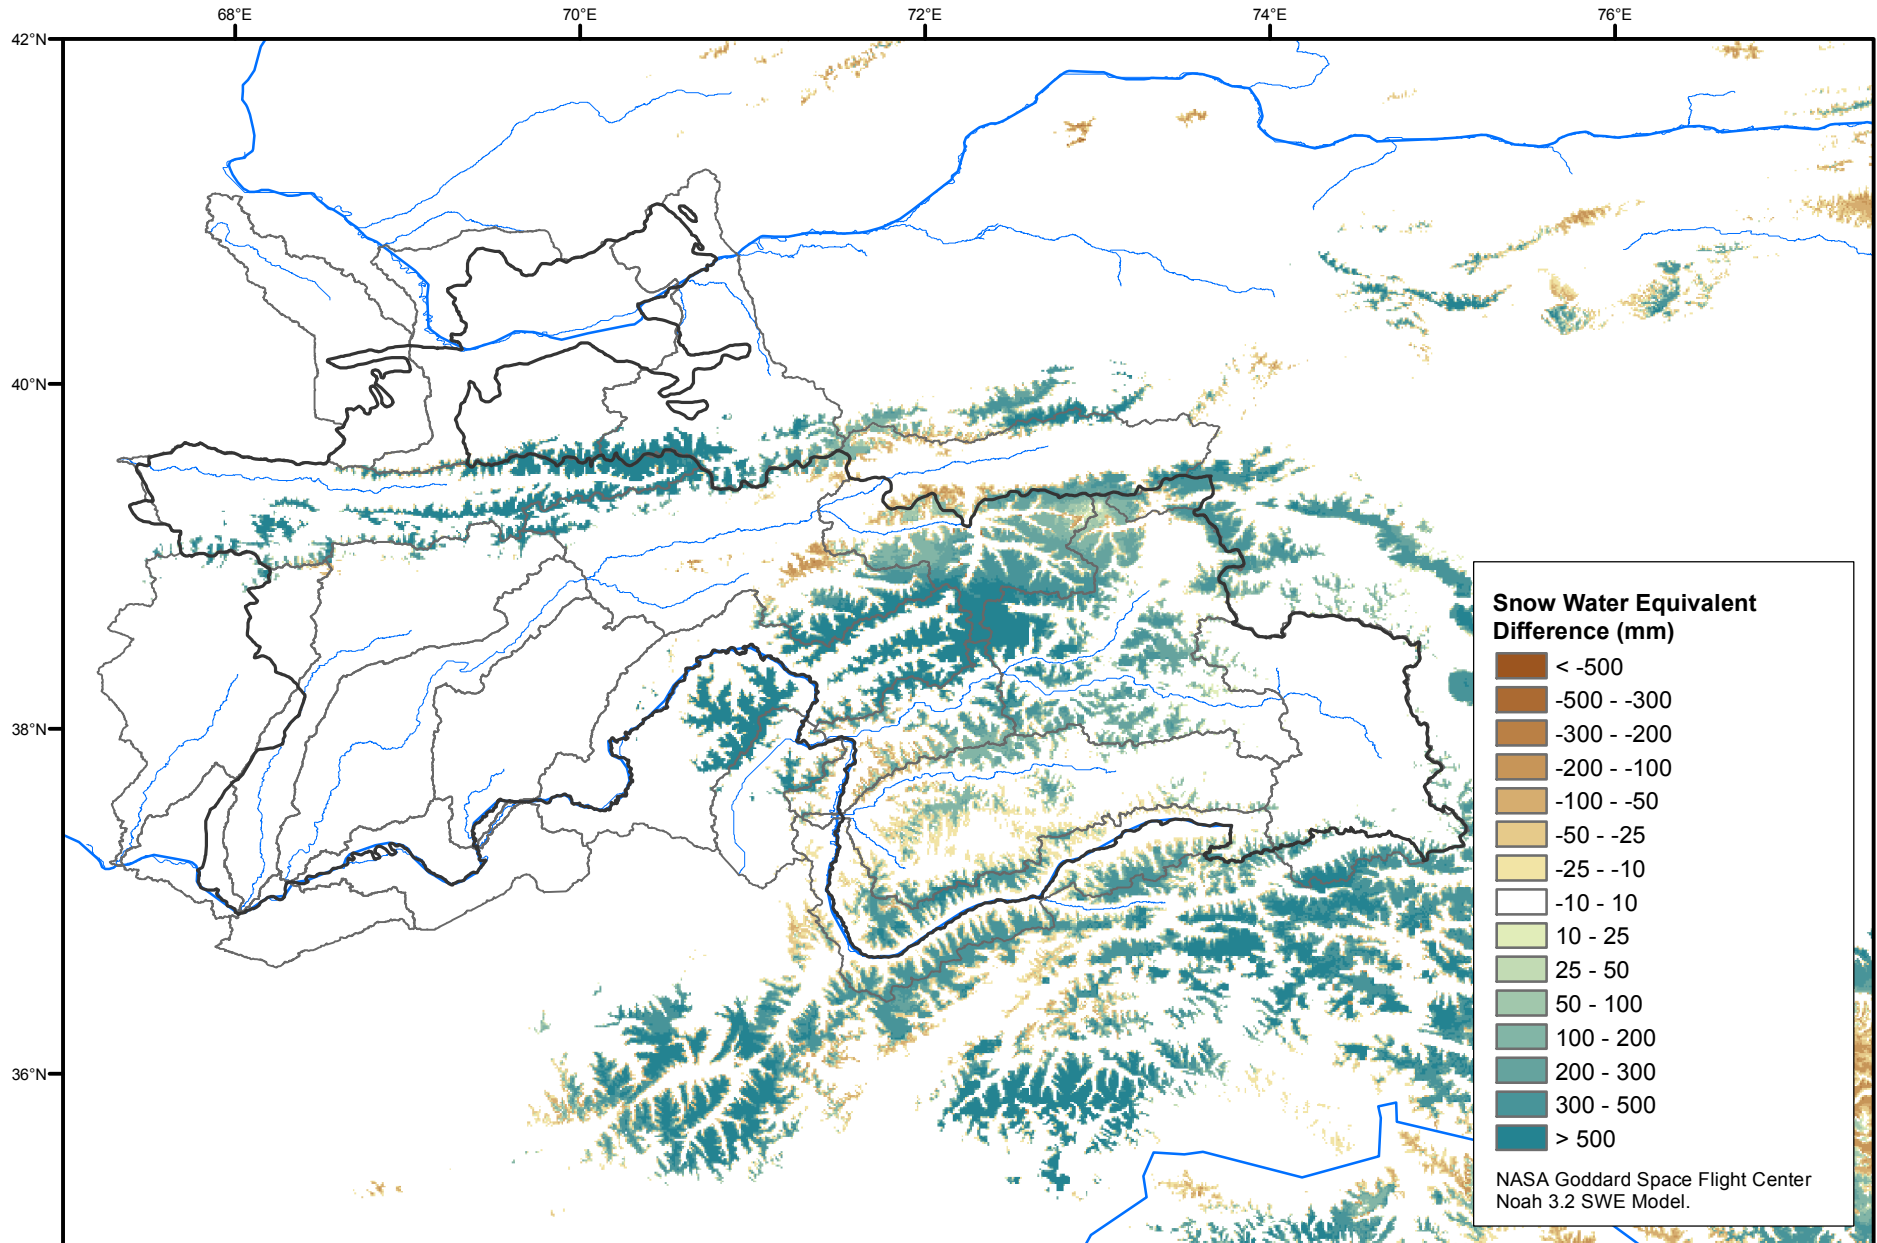 68°E 70°E 72°E 74°E 76°E
42°N
40°N
38°N
36°N
Snow Water Equivalent
Difference (mm)
< -500
-500 - -300
-300 - -200
-200 - -100
-100 - -50
-50 - -25
-25 - -10
-10 - 10
10 - 25
25 - 50
50 - 100
100 - 200
200 - 300
300 - 500
> 500
NASA Goddard Space Flight Center
Noah 3.2 SWE Model.